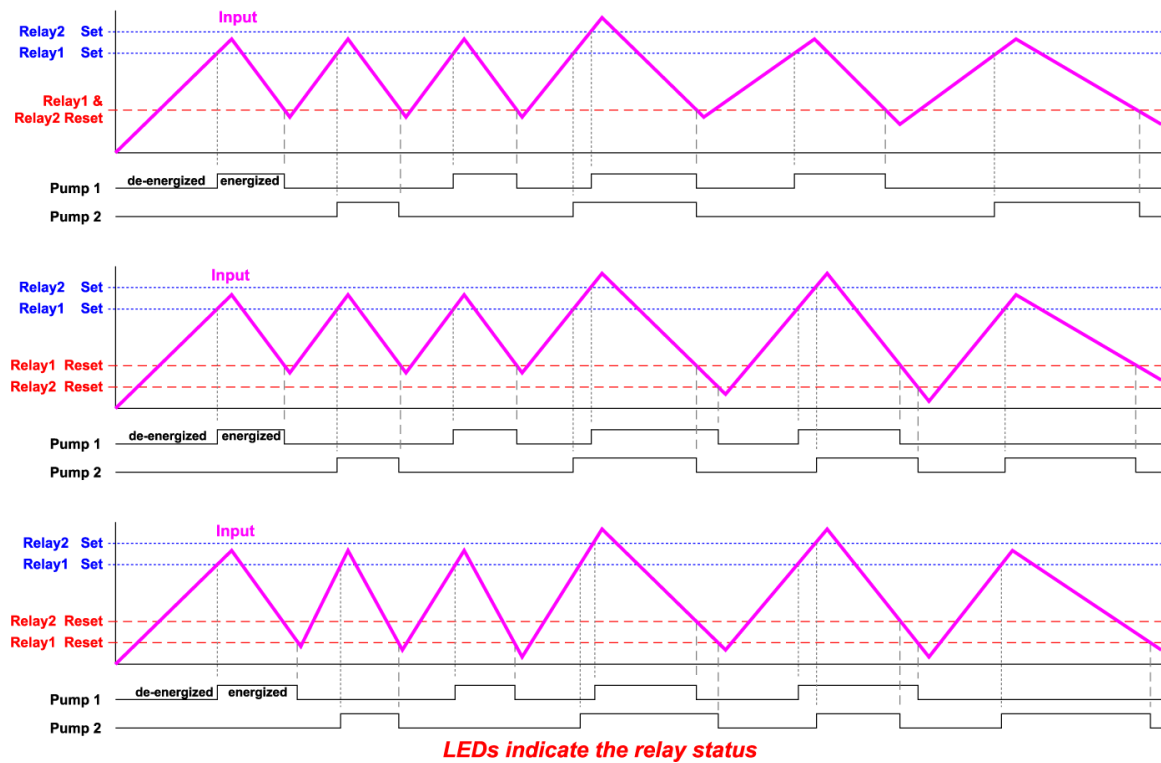 Input
Relay2 Set
Relay1 Set
Relay1 &
Relay2 Reset
de-energized energized
Pump 1
Pump 2
Input
Relay2 Set
Relay1 Set
Relay1 Reset
Relay2 Reset
de-energized energized
Pump 1
Pump 2
Input
Relay2 Set
Relay1 Set
Relay2 Reset
Relay1 Reset
de-energized energized
Pump 1
Pump 2
LEDs indicate the relay status